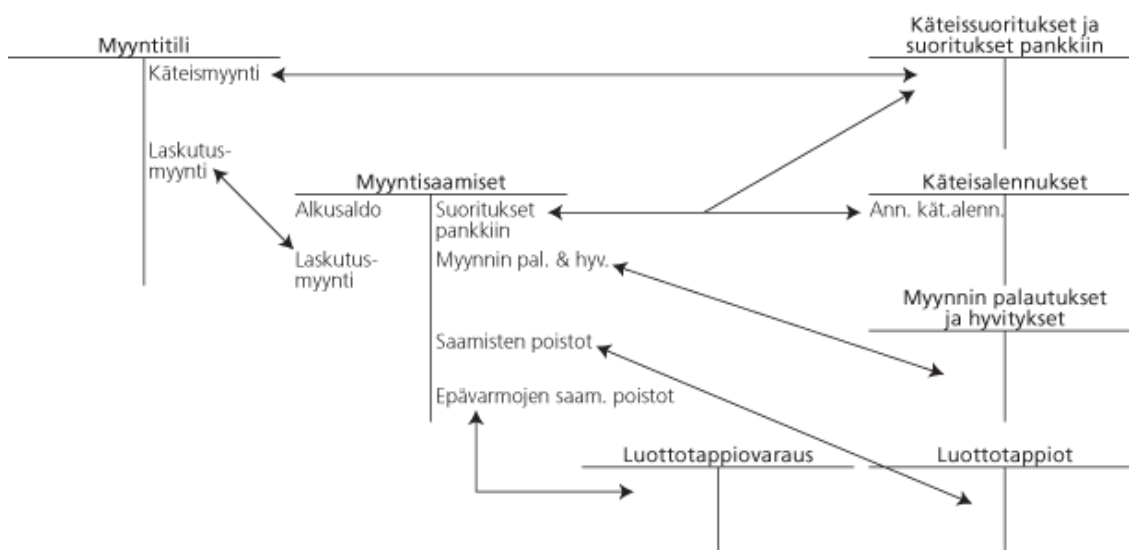 Myyntitili
Käteismyynti
Laskutus-
myynti
Käteissuoritukset ja
suoritukset pankkiin
Myyntisaamiset
Alkusaldo
Laskutus-
myynti
Suoritukset
pankkiin
Myynnin pal. & hyv.
Saamisten poistot
Epävarmojen saam. poistot
Käteisalennukset
Ann. kät.alenn.
Myynnin palautukset
ja hyvitykset
Luottotappiovaraus
Luottotappiot